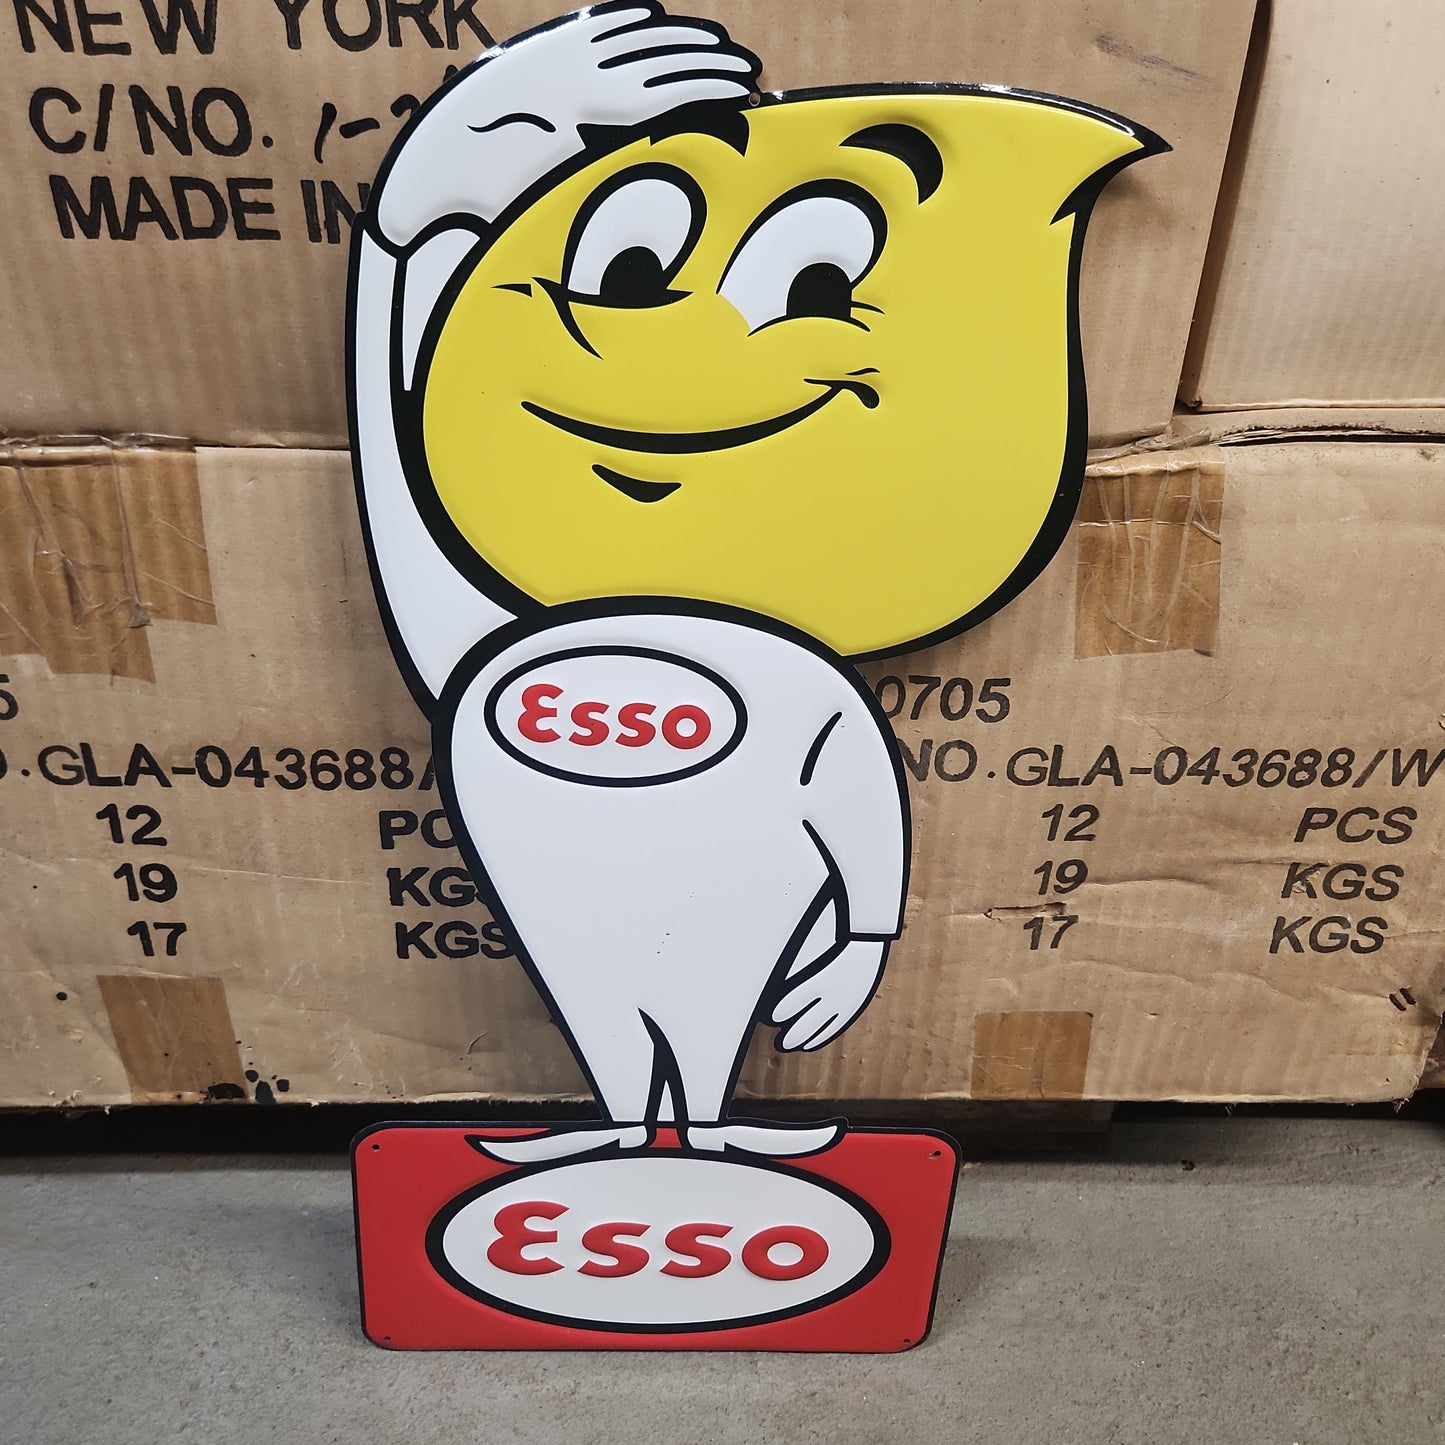 NEW YORK
C/NO. 1-
MADE IN
Esso
0705
.GLA-043688/
NO. GLA-043688/W
12 PC
12 PCS
19 KGS
19 KGS
17 KGS
17 KGS
Esso